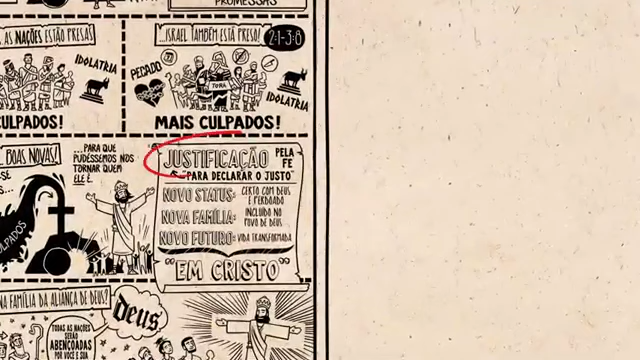 PROMESSAS
AS NAÇÕES ESTÃO PRESAS
IDOLATRIA
CULPADOS!
...ISRAEL TAMBÉM ESTÁ PRESO!
2:1-3:8
PECADO
TORÁ
IDOLATRIA
MAIS CULPADOS!
BOAS NOVAS!
...PARA QUE
PUDÉSSEMOS NOS
TORNAR QUEM
ELE É.
CULPADOS
JUSTIFICAÇÃO PELA
FÉ
"PARA DECLARAR O JUSTO"
NOVO STATUS: CERTO COM DEUS
E PERDOADO
NOVA FAMÍLIA: INCLUÍDO NO
POVO DE DEUS
NOVO FUTURO: VIDA TRANSFORMADA
"EM CRISTO"
NA FAMÍLIA DA ALIANÇA DE DEUS?
deus
TODAS AS NAÇÕES
SERÃO
ABENÇOADAS
POR VOCÊ E SUA